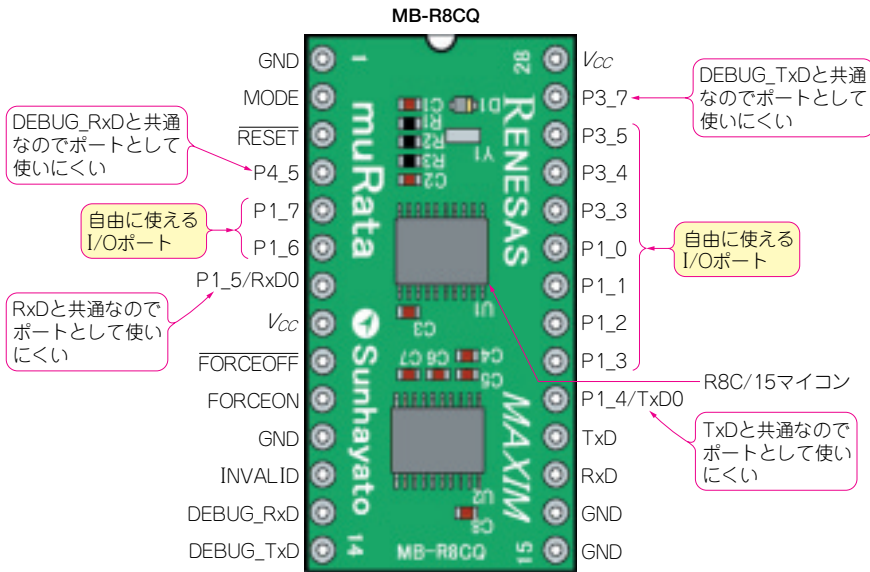 MB-R8CQ
GND
MODE
RESET
P4_5
P1_7
P1_6
P1_5/RxD0
Vcc
FORCEOFF
FORCEON
GND
INVALID
DEBUG_RxD
DEBUG_TxD
DEBUG_RxDと共通
なのでポートとして
使いにくい
自由に使える
I/Oポート
RxDと共通なので
ポートとして使い
にくい
1
14
muRata
Sunhayato
C1
R1
R2
R3
C2
D1
Y1
U1
C3
C7
C6
C4
C5
U2
C8
MB-R8CQ
RENESAS
MAXIM
28
15
Vcc
P3_7
P3_5
P3_4
P3_3
P1_0
P1_1
P1_2
P1_3
P1_4/TxD0
TxD
RxD
GND
GND
DEBUG_TxDと共通
なのでポートとして
使いにくい
自由に使える
I/Oポート
R8C/15マイコン
TxDと共通なので
ポートとして使い
にくい